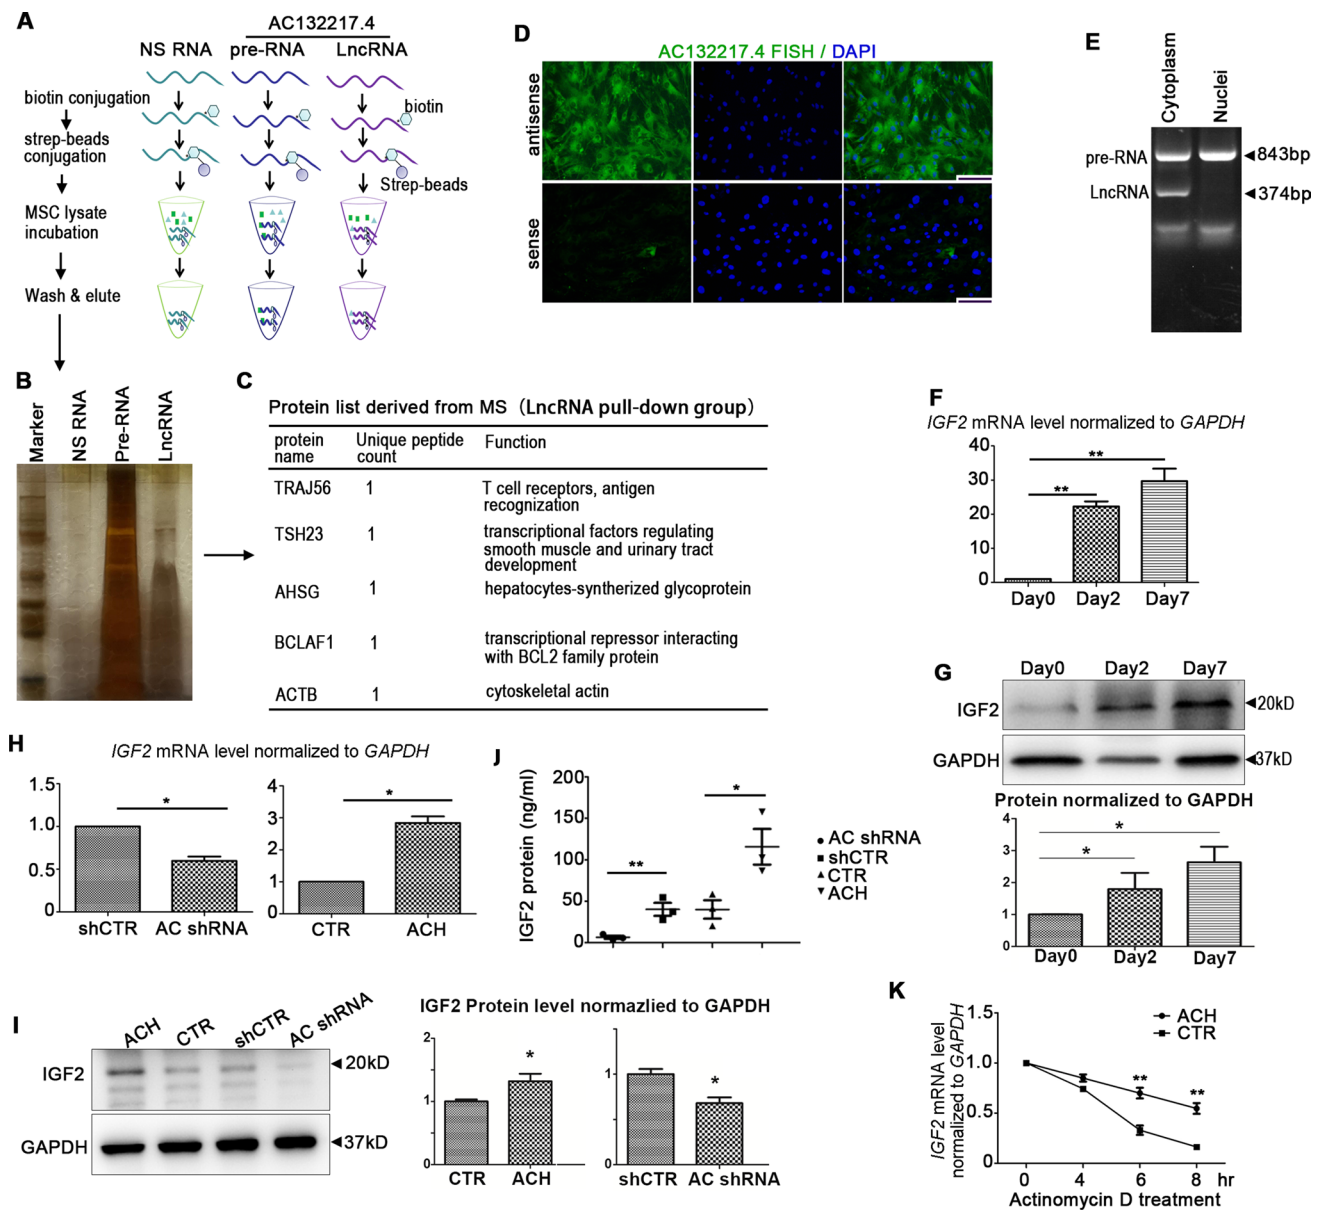 A
AC132217.4
NS RNA
pre-RNA
LncRNA
biotin conjugation
biotin
strep-beads
conjugation
Strep-beads
MSC lysate
incubation
Wash & elute
B
Marker
NS RNA
Pre-RNA
LncRNA
C
Protein list derived from MS（LncRNA pull-down group）
protein name
Unique peptide count
Function
TRAJ56
1
T cell receptors, antigen
recognization
TSH23
1
transcriptional factors regulating
smooth muscle and urinary tract
development
AHSG
1
hepatocytes-syntherized glycoprotein
BCLAF1
1
transcriptional repressor interacting
with BCL2 family protein
ACTB
1
cytoskeletal actin
D
AC132217.4 FISH / DAPI
antisense
sense
E
Cytoplasm
Nuclei
pre-RNA
◄843bp
LncRNA
◄374bp
F
IGF2 mRNA level normalized to GAPDH
40
30
20
10
0
Day0
Day2
Day7
**
**
G
Day0
Day2
Day7
IGF2
◄20kD
GAPDH
◄37kD
Protein normalized to GAPDH
4
3
2
1
0
*
*
Day0
Day2
Day7
H
IGF2 mRNA level normalized to GAPDH
1.5
1.0
0.5
0
*
shCTR
AC shRNA
4
3
2
1
0
*
CTR
ACH
J
IGF2 protein (ng/ml)
200
150
100
50
0
**
*
AC shRNA
shCTR
CTR
ACH
I
ACH
CTR
shCTR
AC shRNA
IGF2
◄20kD
GAPDH
◄37kD
IGF2 Protein level normazlied to GAPDH
2
1
0
*
CTR
ACH
1
0
*
shCTR
AC shRNA
K
IGF2 mRNA level
normalized to GAPDH
1.5
1.0
0.5
0
ACH
CTR
**
**
0
4
6
8
hr
Actinomycin D treatment